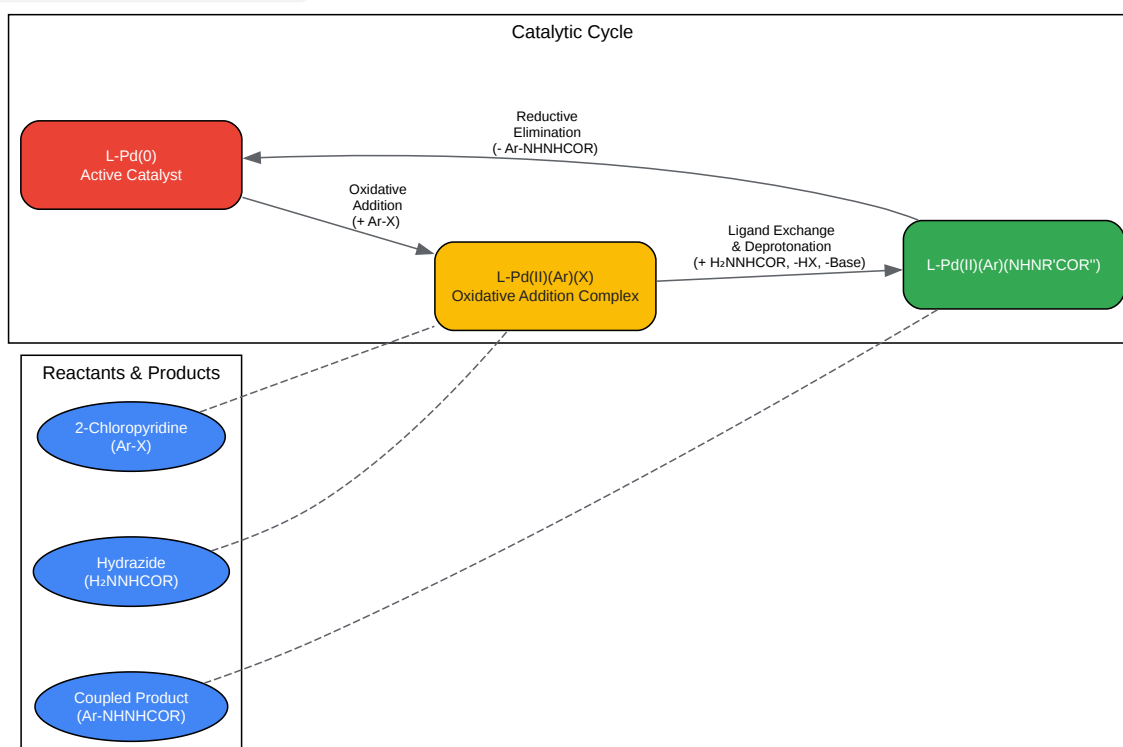 Catalytic Cycle
L-Pd(0)
Active Catalyst
Reductive
Elimination
(- Ar-NHNHCOR)
Oxidative
Addition
(+ Ar-X)
L-Pd(II)(Ar)(X)
Oxidative Addition Complex
Ligand Exchange
& Deprotonation
(+ H₂NNHCOR, -HX, -Base)
L-Pd(II)(Ar)(NHNR'COR'')
Reactants & Products
2-Chloropyridine
(Ar-X)
Hydrazide
(H₂NNHCOR)
Coupled Product
(Ar-NHNHCOR)